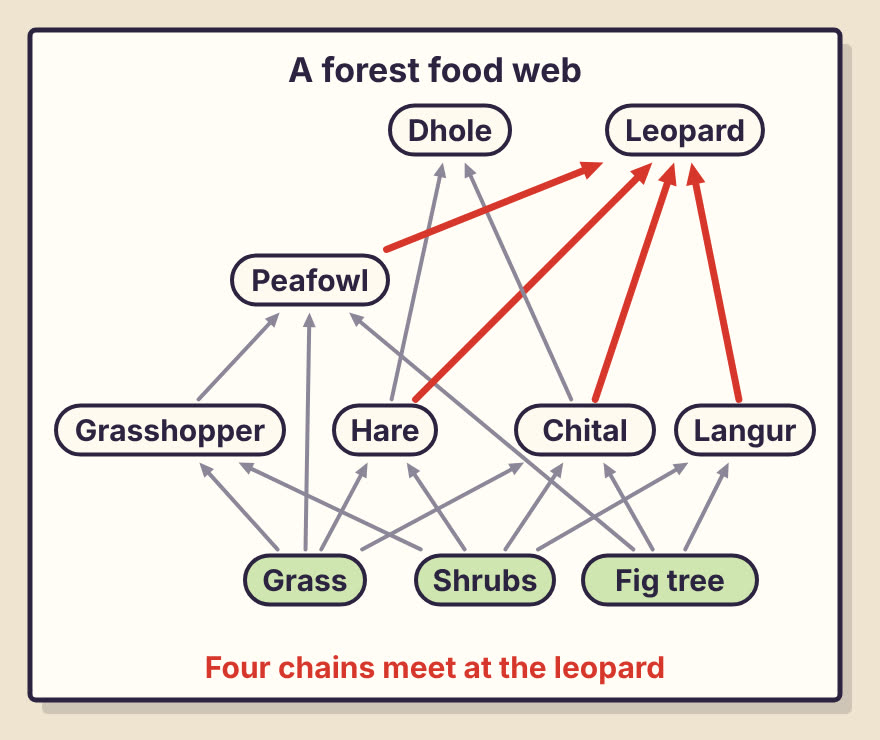 A forest food web
Dhole
Leopard
Peafowl
Grasshopper
Hare
Chital
Langur
Grass
Shrubs
Fig tree
Four chains meet at the leopard